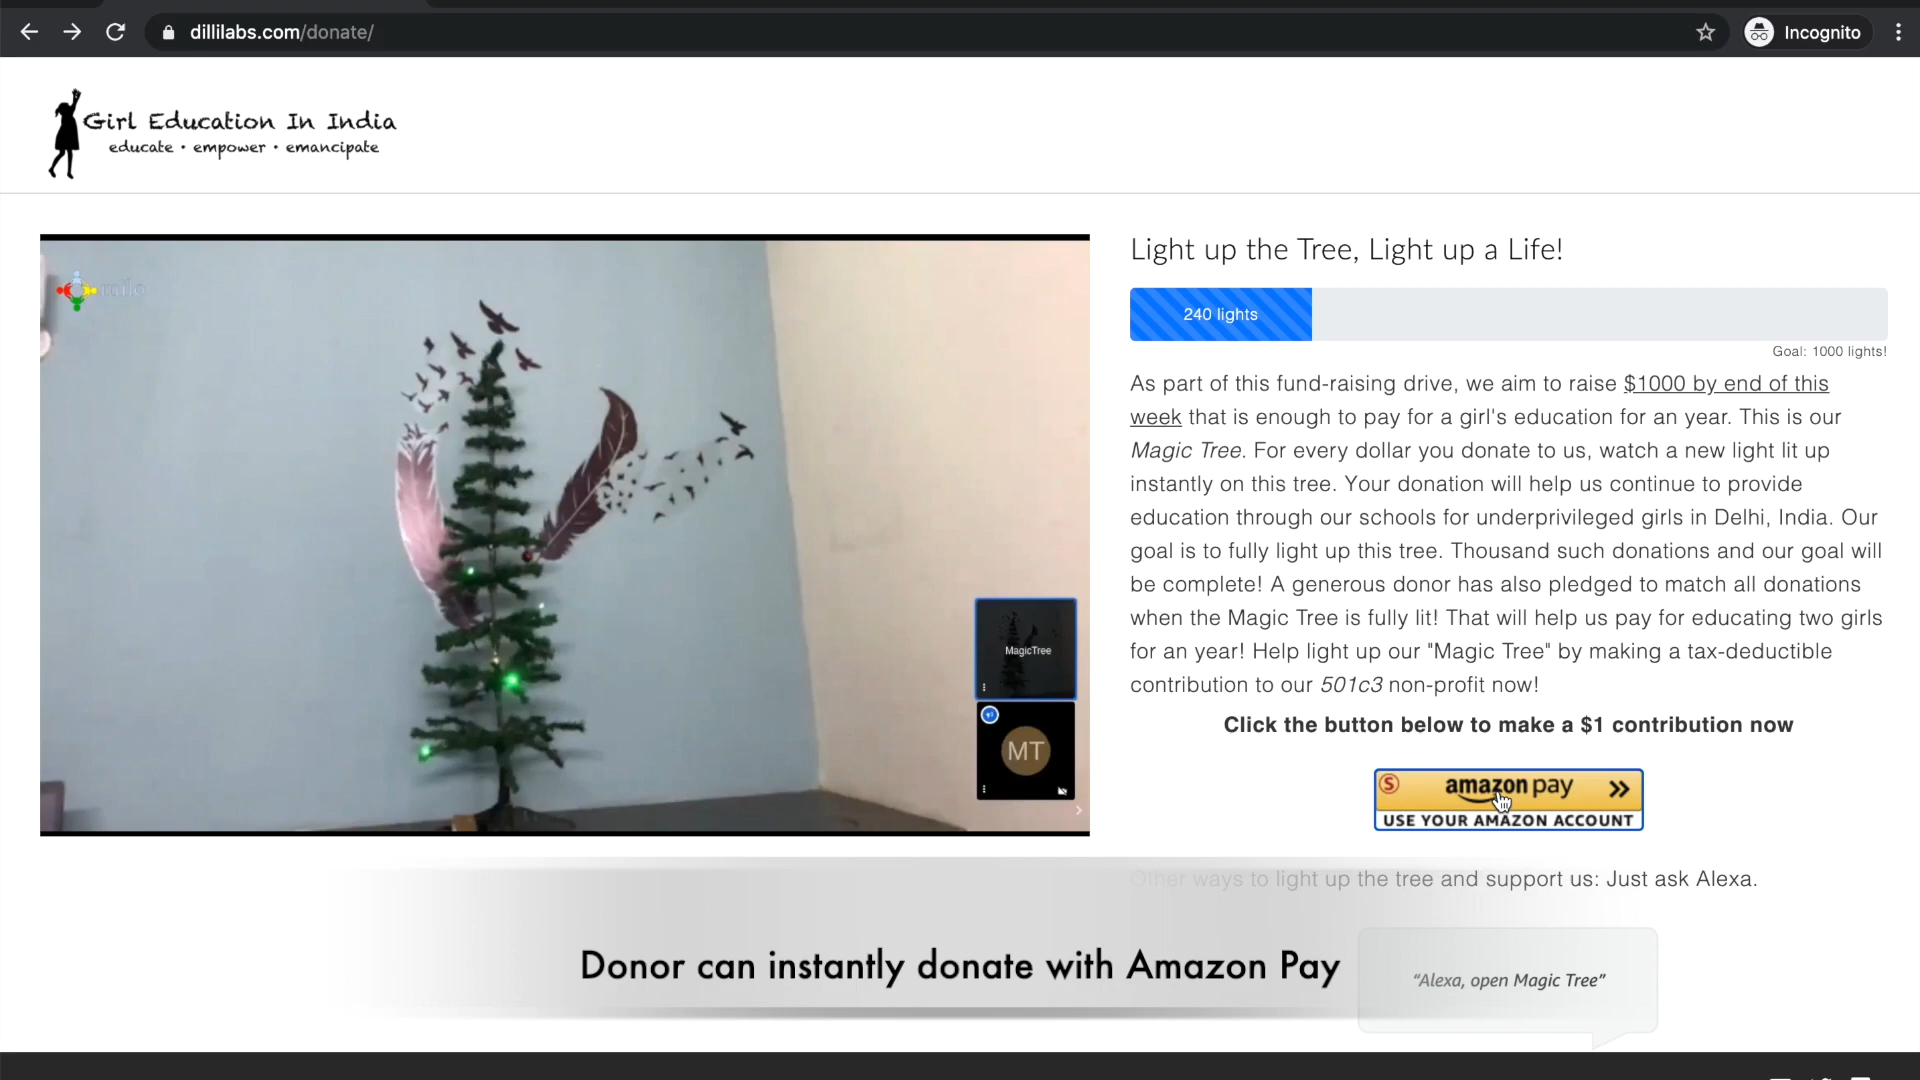 dillilabs.com/donate/
Incognito
Girl Education In India
educate • empower • emancipate
milo
Light up the Tree, Light up a Life!
240 lights
Goal: 1000 lights!
As part of this fund-raising drive, we aim to raise $1000 by end of this
week that is enough to pay for a girl's education for an year. This is our
Magic Tree. For every dollar you donate to us, watch a new light lit up
instantly on this tree. Your donation will help us continue to provide
education through our schools for underprivileged girls in Delhi, India. Our
goal is to fully light up this tree. Thousand such donations and our goal will
be complete! A generous donor has also pledged to match all donations
when the Magic Tree is fully lit! That will help us pay for educating two girls
for an year! Help light up our "Magic Tree" by making a tax-deductible
contribution to our 501c3 non-profit now!
MagicTree
MT
Click the button below to make a $1 contribution now
S amazon pay
USE YOUR AMAZON ACCOUNT
Other ways to light up the tree and support us: Just ask Alexa.
Donor can instantly donate with Amazon Pay
“Alexa, open Magic Tree”